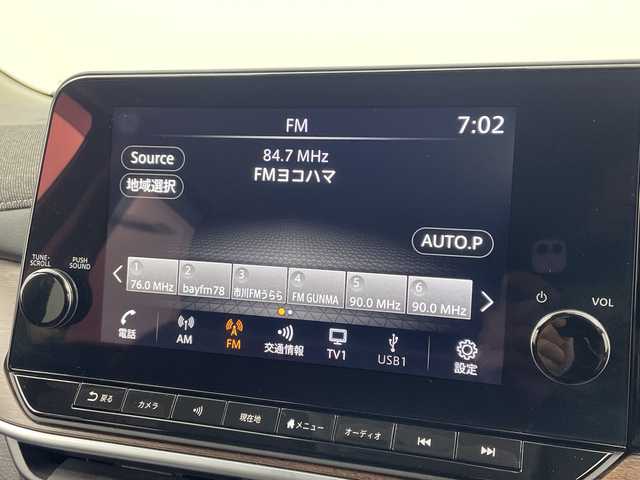 FM
7:02
Source
84.7 MHz
FMヨコハマ
地域選択
AUTO.P
1 2 3 4 5 6
76.0 MHz bayfm78 市川FMうらら FM GUNMA 90.0 MHz 90.0 MHz
TUNE·SCROLL
PUSH SOUND
VOL
電話 AM FM 交通情報 TV1 USB1 設定
戻る カメラ 現在地 メニュー オーディオ